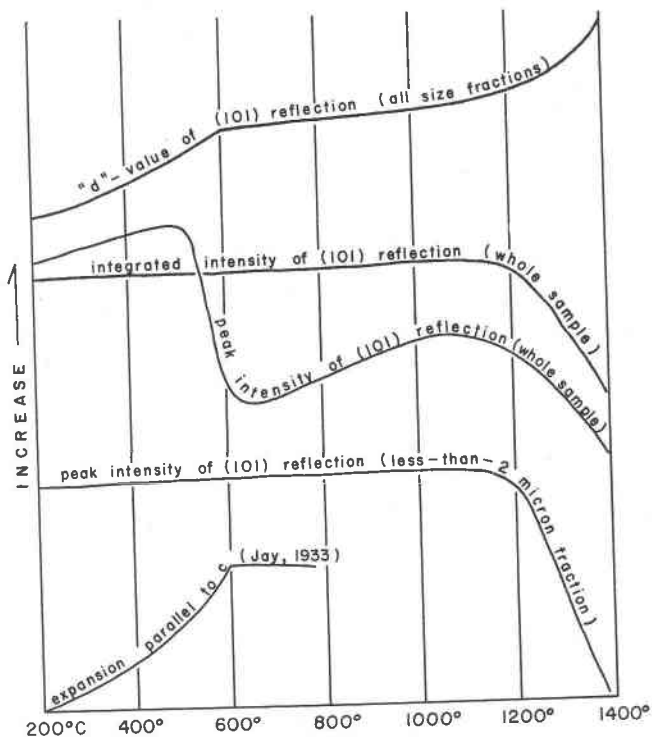 "d"-value of (101) reflection (all size fractions)
integrated intensity of (101) reflection (whole sample)
peak intensity of (101) reflection (whole sample)
INCREASE
peak intensity of (101) reflection (less-than-2 micron fraction)
expansion parallel to c (Jay, 1933)
200°C 400° 600° 800° 1000° 1200° 1400°